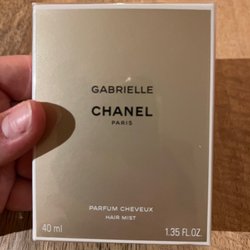 GABRIELLE
CHANEL
PARIS
PARFUM CHEVEUX
HAIR MIST
40 ml 1.35 FL.OZ.